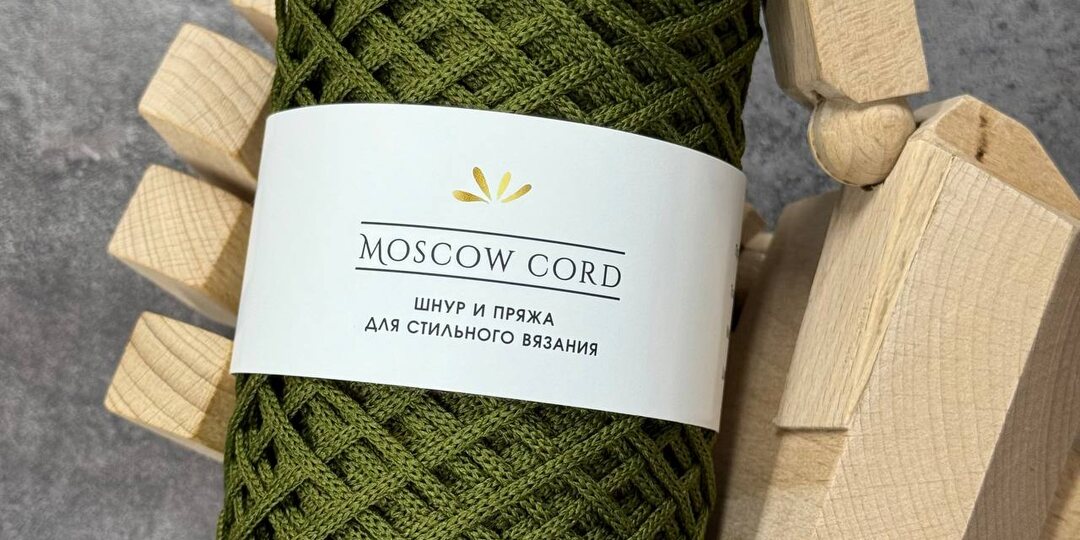 MOSCOW CORD
ШНУР И ПРЯЖА
ДЛЯ СТИЛЬНОГО ВЯЗАНИЯ